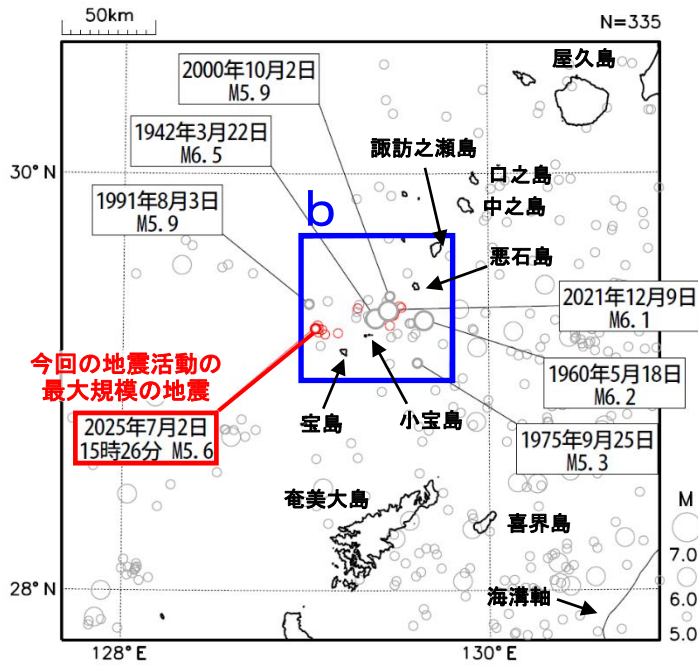 50km
N=335
屋久島
2000年10月2日
M5.9
1942年3月22日
M6.5
諏訪之瀬島
30°N
口之島
中之島
1991年8月3日
M5.9
b
悪石島
2021年12月9日
M6.1
今回の地震活動の
最大規模の地震
1960年5月18日
M6.2
2025年7月2日
15時26分 M5.6
宝島
小宝島
1975年9月25日
M5.3
奄美大島
喜界島
M
7.0
28°N
海溝軸
6.0
5.0
128°E
130°E